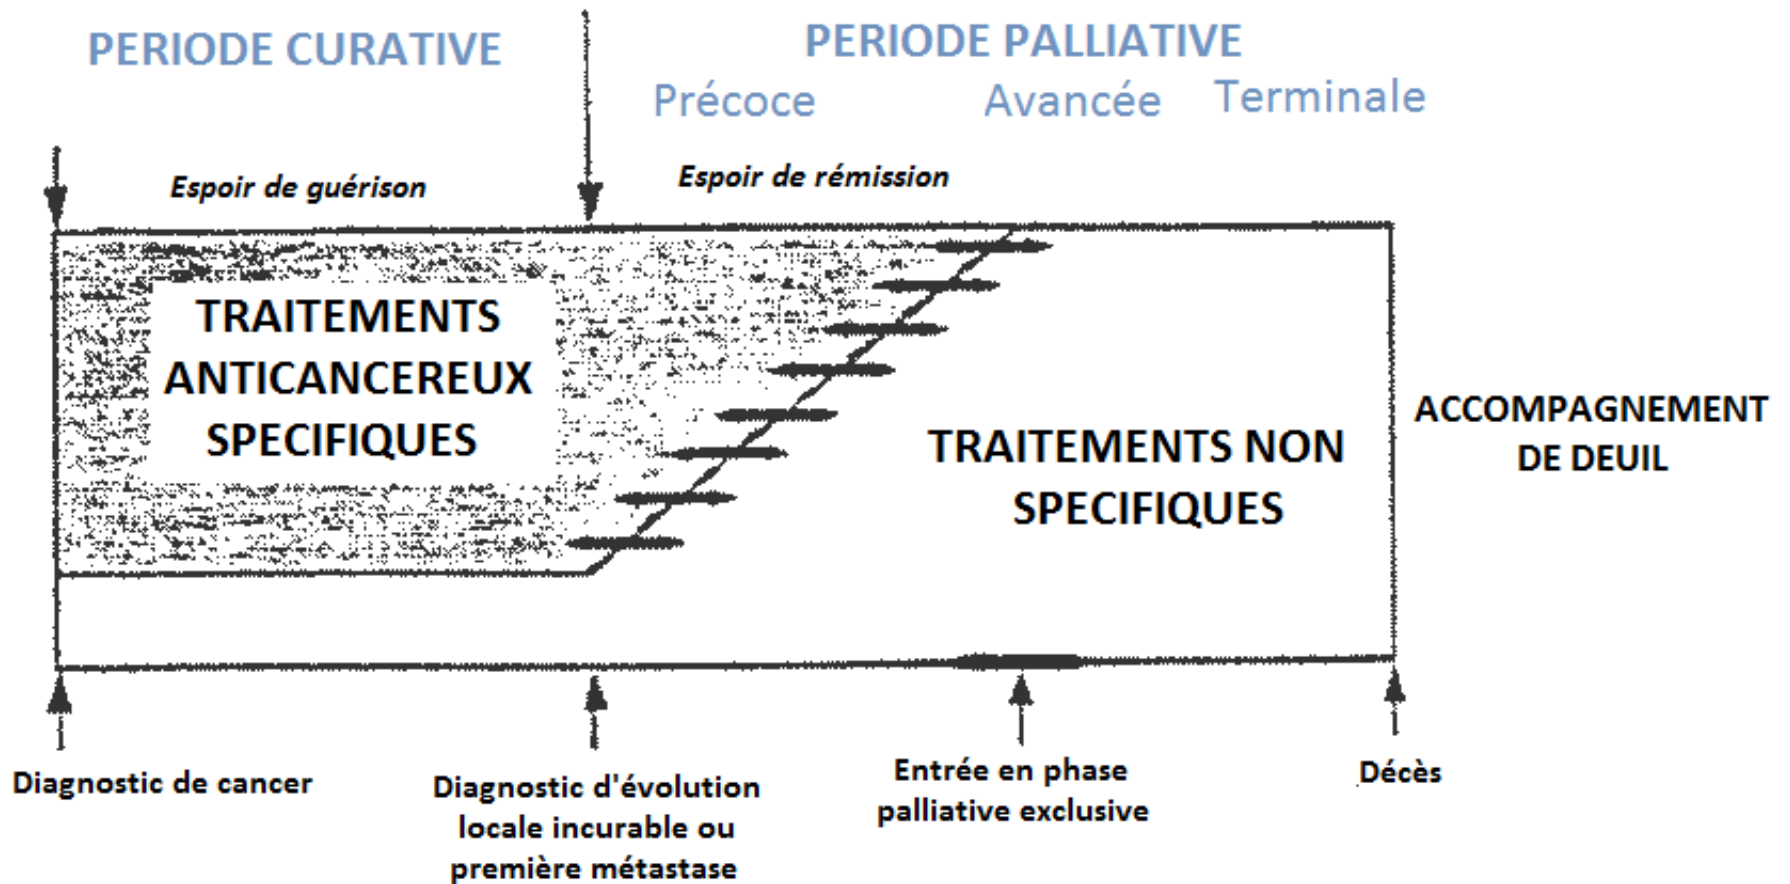 PERIODE CURATIVE
PERIODE PALLIATIVE
Précoce Avancée Terminale
Espoir de guérison
Espoir de rémission
TRAITEMENTS
ANTICANCEREUX
SPECIFIQUES
TRAITEMENTS NON
SPECIFIQUES
ACCOMPAGNEMENT
DE DEUIL
Diagnostic de cancer
Diagnostic d'évolution
locale incurable ou
première métastase
Entrée en phase
palliative exclusive
Décès